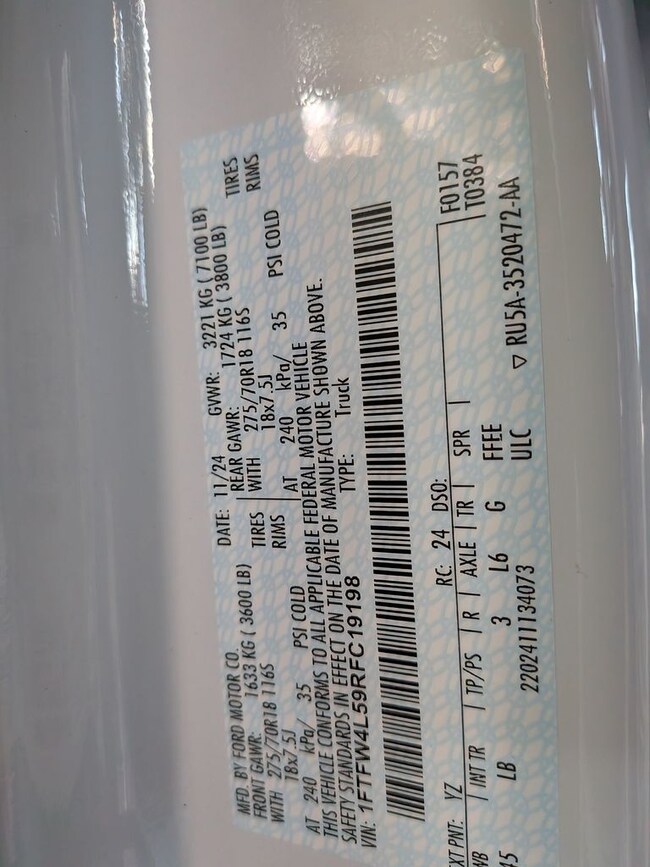 MFD. BY FORD MOTOR CO.
DATE: 11/24 GVWR: 3221 KG ( 7100 LB)
FRONT GAWR: 1633 KG ( 3600 LB) REAR GAWR: 1724 KG ( 3800 LB)
WITH 275/70R18 116S TIRES WITH 275/70R18 116S TIRES
18x7.5J RIMS 18x7.5J RIMS
AT 240 kPa/ 35 PSI COLD AT 240 kPa/ 35 PSI COLD
THIS VEHICLE CONFORMS TO ALL APPLICABLE FEDERAL MOTOR VEHICLE
SAFETY STANDARDS IN EFFECT ON THE DATE OF MANUFACTURE SHOWN ABOVE.
VIN: 1FTFW4L59RFC19198 TYPE: Truck
F0157
XT PNT: YZ RC: 24 DSO: T0384
WB INT TR TP/PS R AXLE TR SPR
45 LB 3 L6 G FFEE
2202411134073 ULC ▽ RU5A-3520472-AA